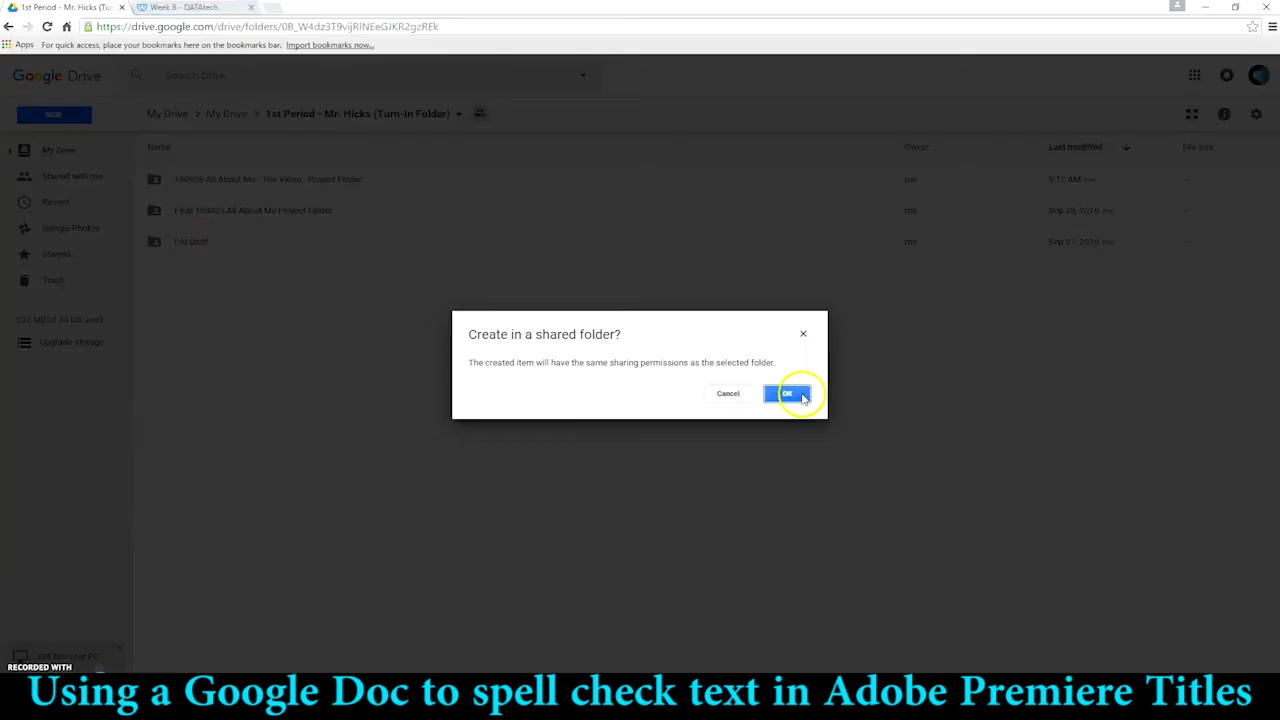 1st Period - Mr. Hicks (T
Week 8 - DATAtech.
https://drive.google.com/drive/folders/0B_W4dz3T9vijRlNEeGJKR2gzREk
Apps For quick access, place your bookmarks here on the bookmarks bar. Import bookmarks now...
Google Drive
Search Drive
NEW
My Drive > My Drive > 1st Period - Mr. Hicks (Turn-In Folder)
Name Owner Last modified File size
My Drive
Shared with me
Recent
Google Photos
Starred
Trash
Upgrade storage
160925 All About Me - The Video - Project Folder me 9:12 AM me –
Final 160925 All About Me Project Folder me Sep 28, 2016 me –
Old Stuff me Sep 27, 2016 me –
Create in a shared folder?
The created item will have the same sharing permissions as the selected folder.
Cancel OK
RECORDED WITH
Using a Google Doc to spell check text in Adobe Premiere Titles